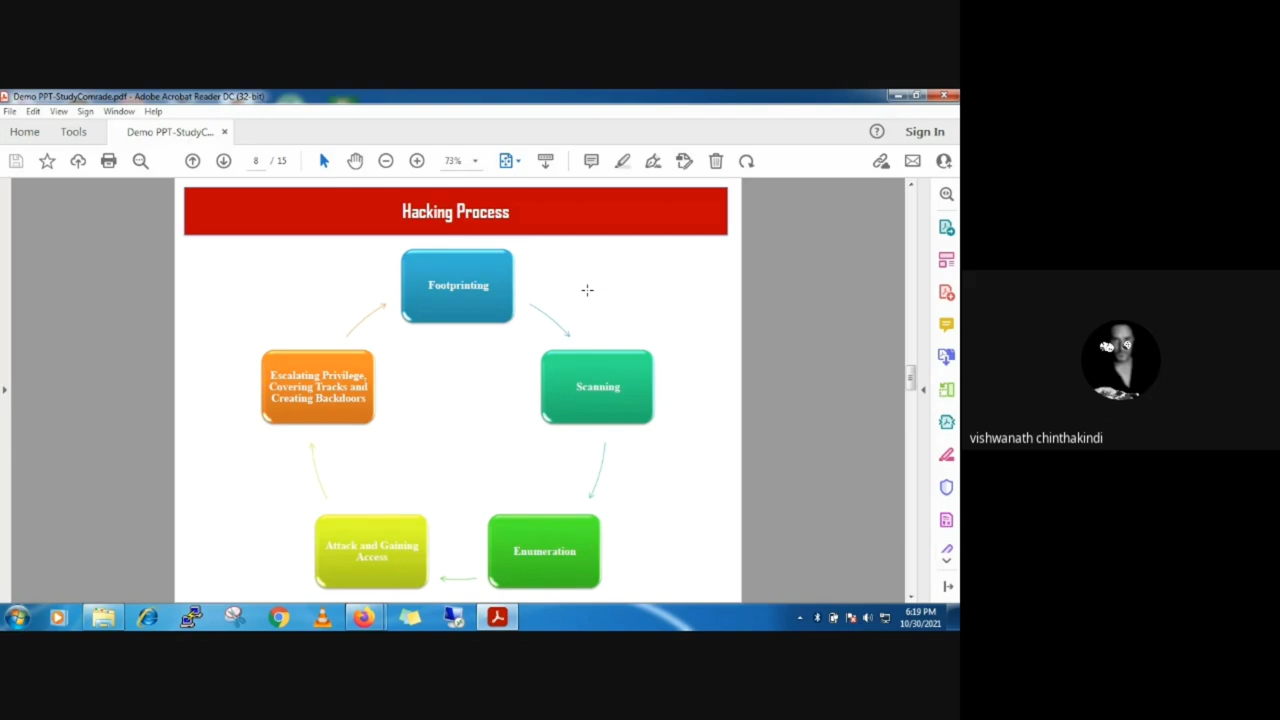 Demo PPT-StudyComrade.pdf - Adobe Acrobat Reader DC (32-bit)
File Edit View Sign Window Help
Home Tools Demo PPT-StudyC... × Sign In
8 / 15 73%
Hacking Process
Footprinting
Escalating Privilege,
Covering Tracks and
Creating Backdoors
Scanning
Attack and Gaining
Access
Enumeration
6:19 PM
10/30/2021
vishwanath chinthakindi